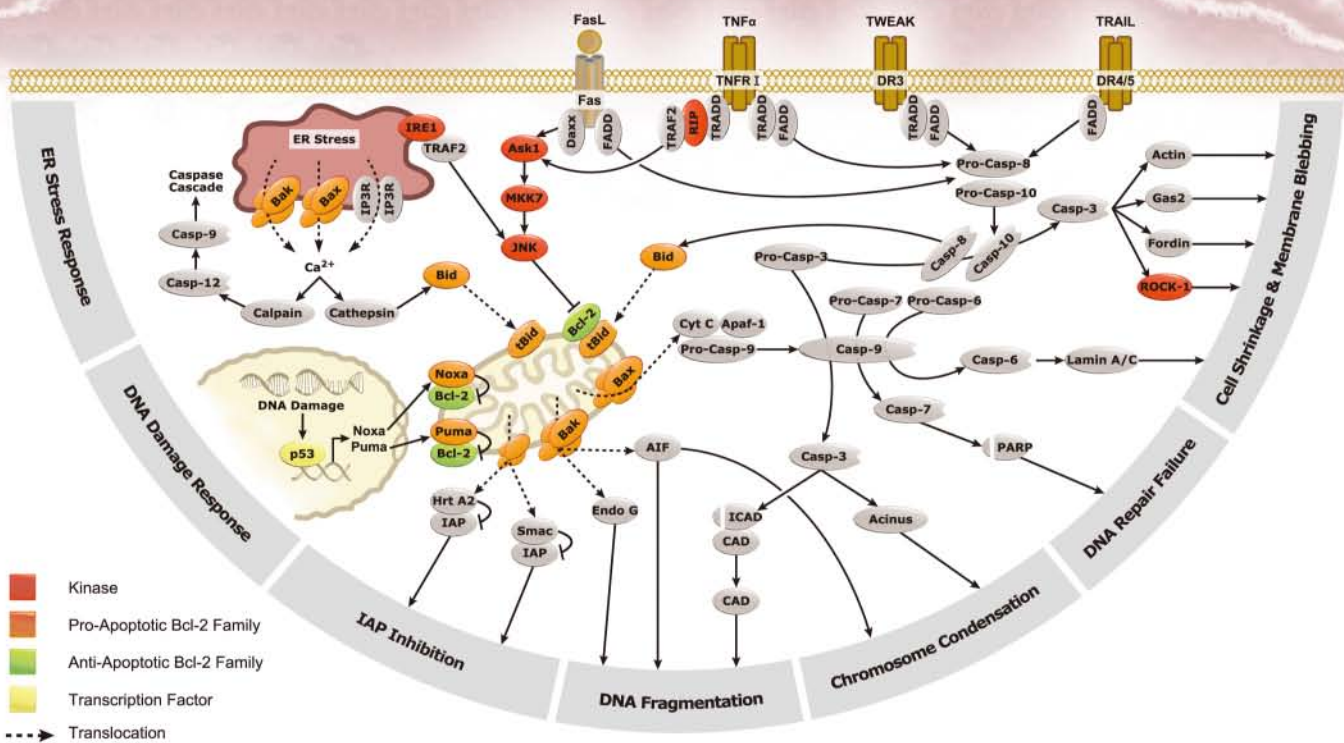 FasL
TNFα
TWEAK
TRAIL
Fas
TNFR I
DR3
DR4/5
Daxx
FADD
TRAF2
RIP
TRADD
TRADD
FADD
TRADD
FADD
FADD
ER Stress
IRE1
TRAF2
Ask1
MKK7
JNK
Bak
Bax
IP3R
IP3R
Caspase
Cascade
Casp-9
Casp-12
Ca2+
Calpain
Cathepsin
Bid
tBid
Bid
Bcl-2
tBid
Pro-Casp-8
Pro-Casp-10
Casp-8
Casp-10
Casp-3
Actin
Gas2
Fordin
ROCK-1
Pro-Casp-3
Pro-Casp-7
Pro-Casp-6
Cyt C
Apaf-1
Pro-Casp-9
Casp-9
Casp-6
Lamin A/C
Casp-7
PARP
Casp-3
ICAD
CAD
CAD
Acinus
DNA Damage
p53
Noxa
Puma
Noxa
Bcl-2
Puma
Bcl-2
Bax
Bak
AIF
Endo G
Hrt A2
IAP
Smac
IAP
ER Stress Response
DNA Damage Response
IAP Inhibition
DNA Fragmentation
Chromosome Condensation
DNA Repair Failure
Cell Shrinkage & Membrane Blebbing
Kinase
Pro-Apoptotic Bcl-2 Family
Anti-Apoptotic Bcl-2 Family
Transcription Factor
Translocation